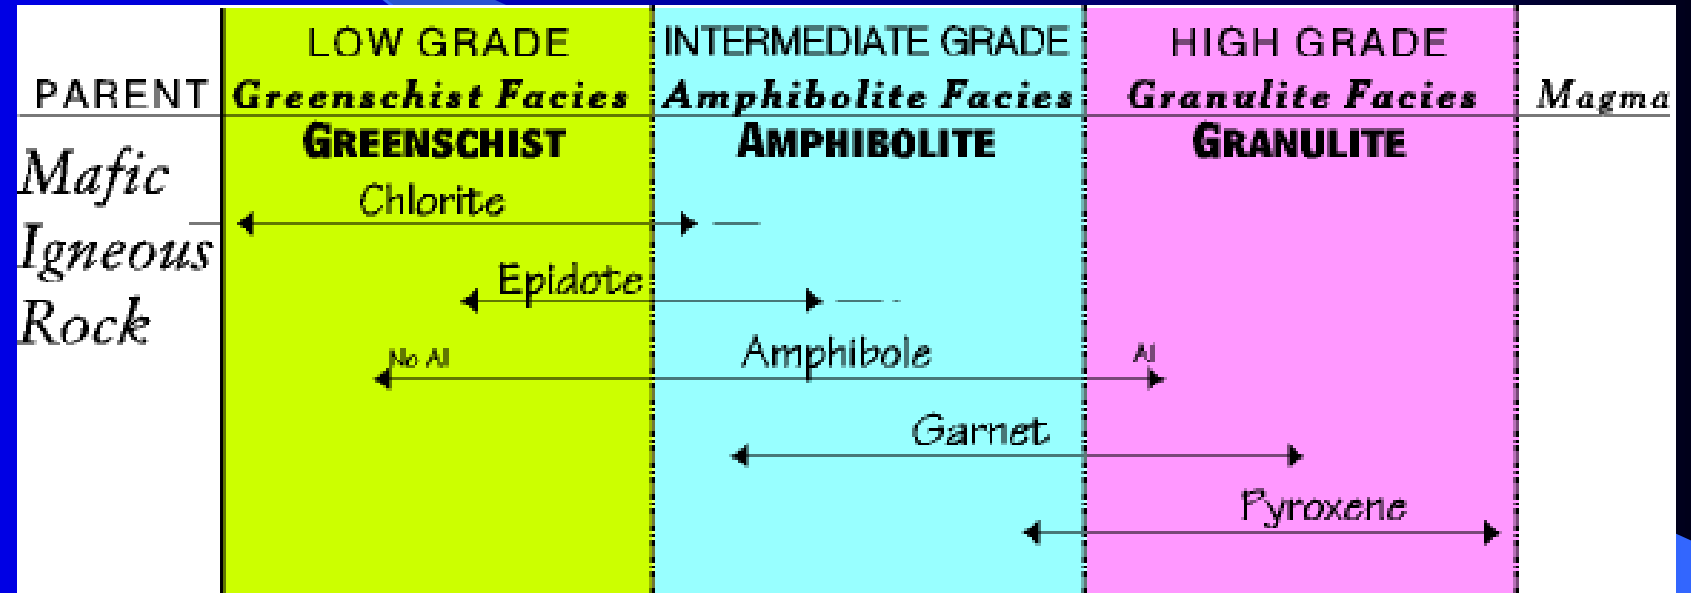 LOW GRADE INTERMEDIATE GRADE HIGH GRADE
PARENT Greenschist Facies Amphibolite Facies Granulite Facies Magma
GREENSCHIST AMPHIBOLITE GRANULITE
Mafic
Igneous
Rock
Chlorite
Epidote
No Al Amphibole Al
Garnet
Pyroxene